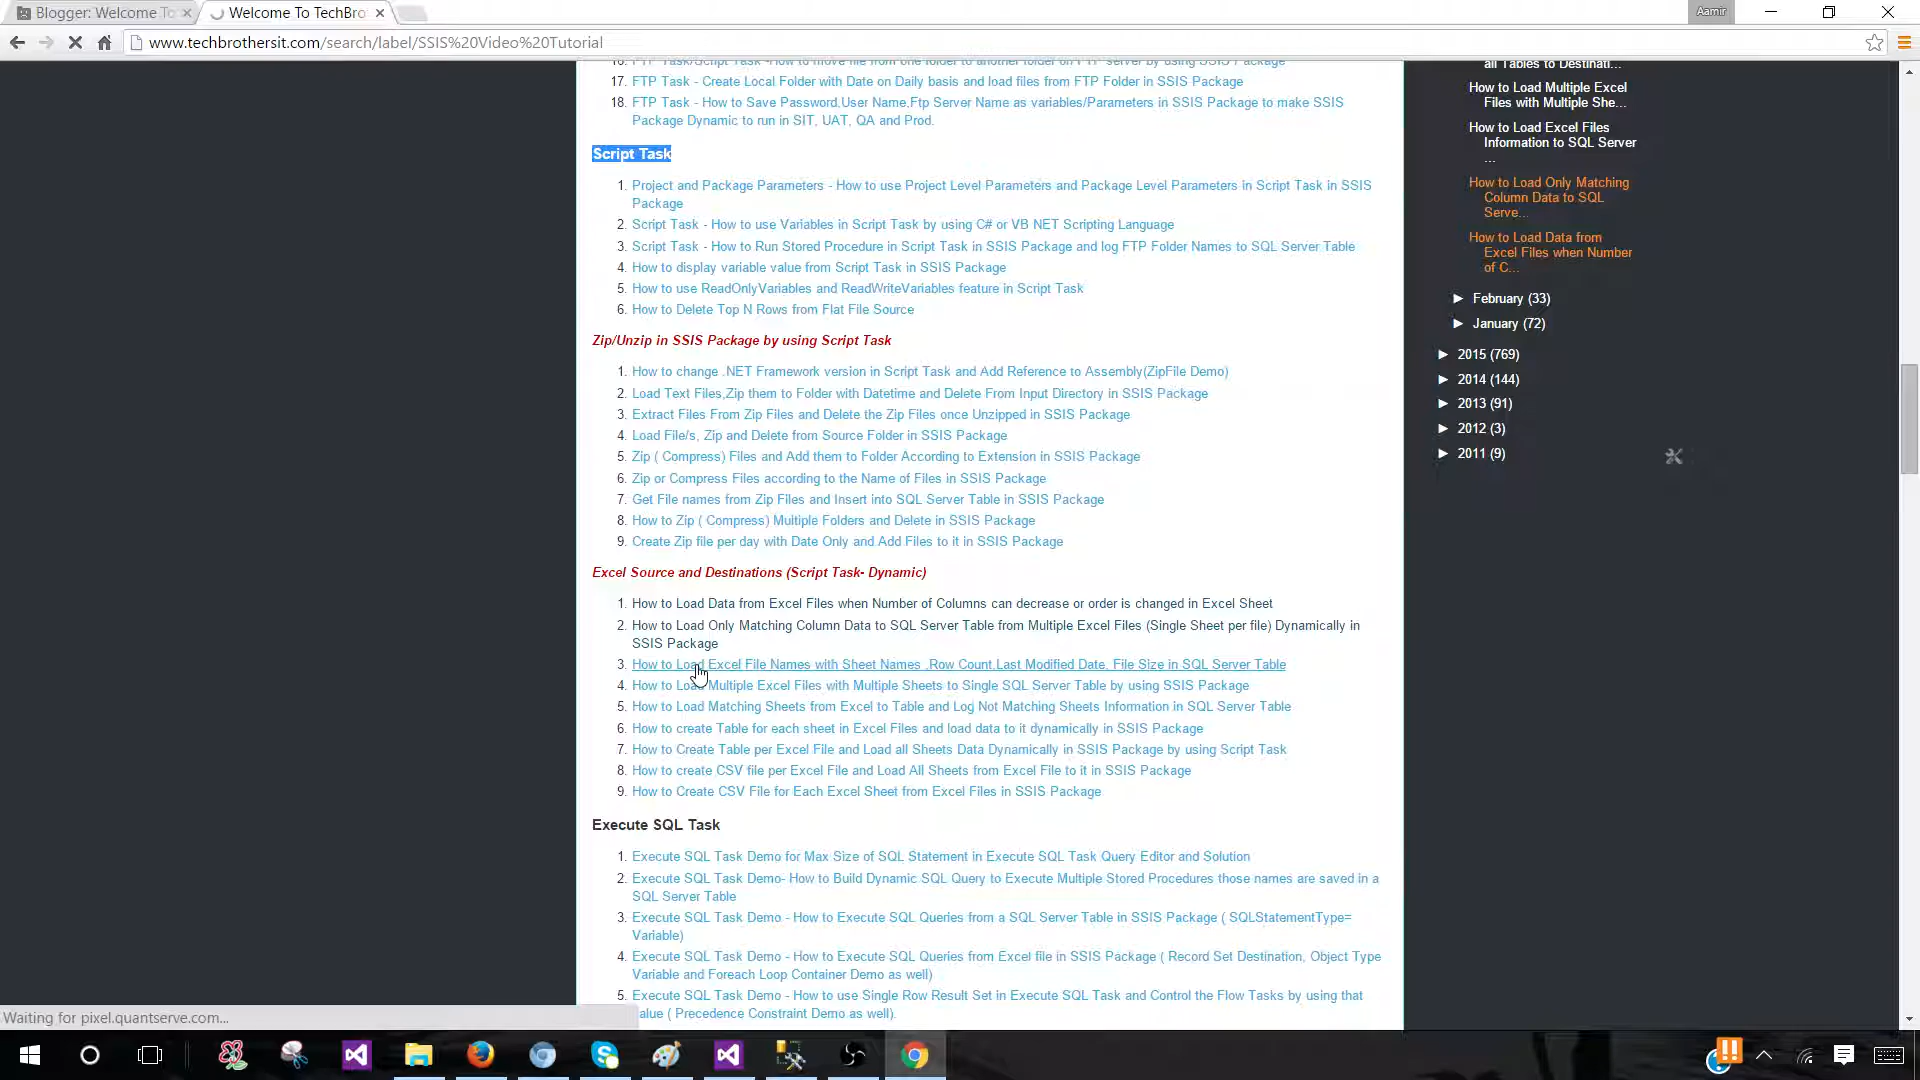 Blogger: Welcome To
Welcome To TechBro
Aamir
www.techbrothersit.com/search/label/SSIS%20Video%20Tutorial
16. FTP Task/Script Task -How to move file from one folder to another folder on FTP server by using SSIS Package
17. FTP Task - Create Local Folder with Date on Daily basis and load files from FTP Folder in SSIS Package
18. FTP Task - How to Save Password,User Name,Ftp Server Name as variables/Parameters in SSIS Package to make SSIS
Package Dynamic to run in SIT, UAT, QA and Prod.
Script Task
1. Project and Package Parameters - How to use Project Level Parameters and Package Level Parameters in Script Task in SSIS
Package
2. Script Task - How to use Variables in Script Task by using C# or VB NET Scripting Language
3. Script Task - How to Run Stored Procedure in Script Task in SSIS Package and log FTP Folder Names to SQL Server Table
4. How to display variable value from Script Task in SSIS Package
5. How to use ReadOnlyVariables and ReadWriteVariables feature in Script Task
6. How to Delete Top N Rows from Flat File Source
Zip/Unzip in SSIS Package by using Script Task
1. How to change .NET Framework version in Script Task and Add Reference to Assembly(ZipFile Demo)
2. Load Text Files,Zip them to Folder with Datetime and Delete From Input Directory in SSIS Package
3. Extract Files From Zip Files and Delete the Zip Files once Unzipped in SSIS Package
4. Load File/s, Zip and Delete from Source Folder in SSIS Package
5. Zip ( Compress) Files and Add them to Folder According to Extension in SSIS Package
6. Zip or Compress Files according to the Name of Files in SSIS Package
7. Get File names from Zip Files and Insert into SQL Server Table in SSIS Package
8. How to Zip ( Compress) Multiple Folders and Delete in SSIS Package
9. Create Zip file per day with Date Only and Add Files to it in SSIS Package
Excel Source and Destinations (Script Task- Dynamic)
1. How to Load Data from Excel Files when Number of Columns can decrease or order is changed in Excel Sheet
2. How to Load Only Matching Column Data to SQL Server Table from Multiple Excel Files (Single Sheet per file) Dynamically in
SSIS Package
3. How to Load Excel File Names with Sheet Names ,Row Count,Last Modified Date, File Size in SQL Server Table
4. How to Load Multiple Excel Files with Multiple Sheets to Single SQL Server Table by using SSIS Package
5. How to Load Matching Sheets from Excel to Table and Log Not Matching Sheets Information in SQL Server Table
6. How to create Table for each sheet in Excel Files and load data to it dynamically in SSIS Package
7. How to Create Table per Excel File and Load all Sheets Data Dynamically in SSIS Package by using Script Task
8. How to create CSV file per Excel File and Load All Sheets from Excel File to it in SSIS Package
9. How to Create CSV File for Each Excel Sheet from Excel Files in SSIS Package
Execute SQL Task
1. Execute SQL Task Demo for Max Size of SQL Statement in Execute SQL Task Query Editor and Solution
2. Execute SQL Task Demo- How to Build Dynamic SQL Query to Execute Multiple Stored Procedures those names are saved in a
SQL Server Table
3. Execute SQL Task Demo - How to Execute SQL Queries from a SQL Server Table in SSIS Package ( SQLStatementType=
Variable)
4. Execute SQL Task Demo - How to Execute SQL Queries from Excel file in SSIS Package ( Record Set Destination, Object Type
Variable and Foreach Loop Container Demo as well)
5. Execute SQL Task Demo - How to use Single Row Result Set in Execute SQL Task and Control the Flow Tasks by using that
alue ( Precedence Constraint Demo as well).
all Tables to Destinati...
How to Load Multiple Excel
Files with Multiple She...
How to Load Excel Files
Information to SQL Server
...
How to Load Only Matching
Column Data to SQL
Serve...
How to Load Data from
Excel Files when Number
of C...
► February (33)
► January (72)
► 2015 (769)
► 2014 (144)
► 2013 (91)
► 2012 (3)
► 2011 (9)
Waiting for pixel.quantserve.com...